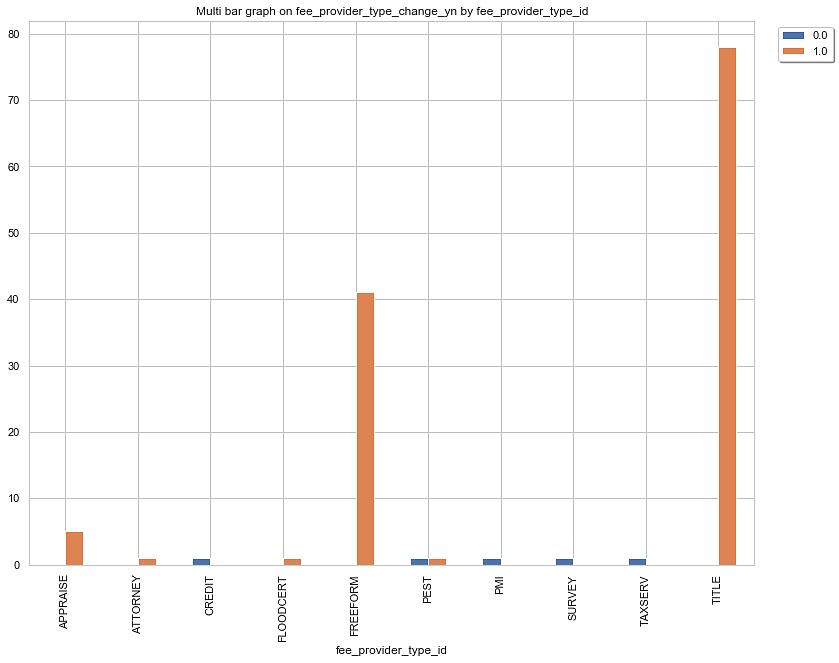 Multi bar graph on fee_provider_type_change_yn by fee_provider_type_id
0.0
1.0
80
70
60
50
40
30
20
10
0
APPRAISE
ATTORNEY
CREDIT
FLOODCERT
FREEFORM
PEST
PMI
SURVEY
TAXSERV
TITLE
fee_provider_type_id